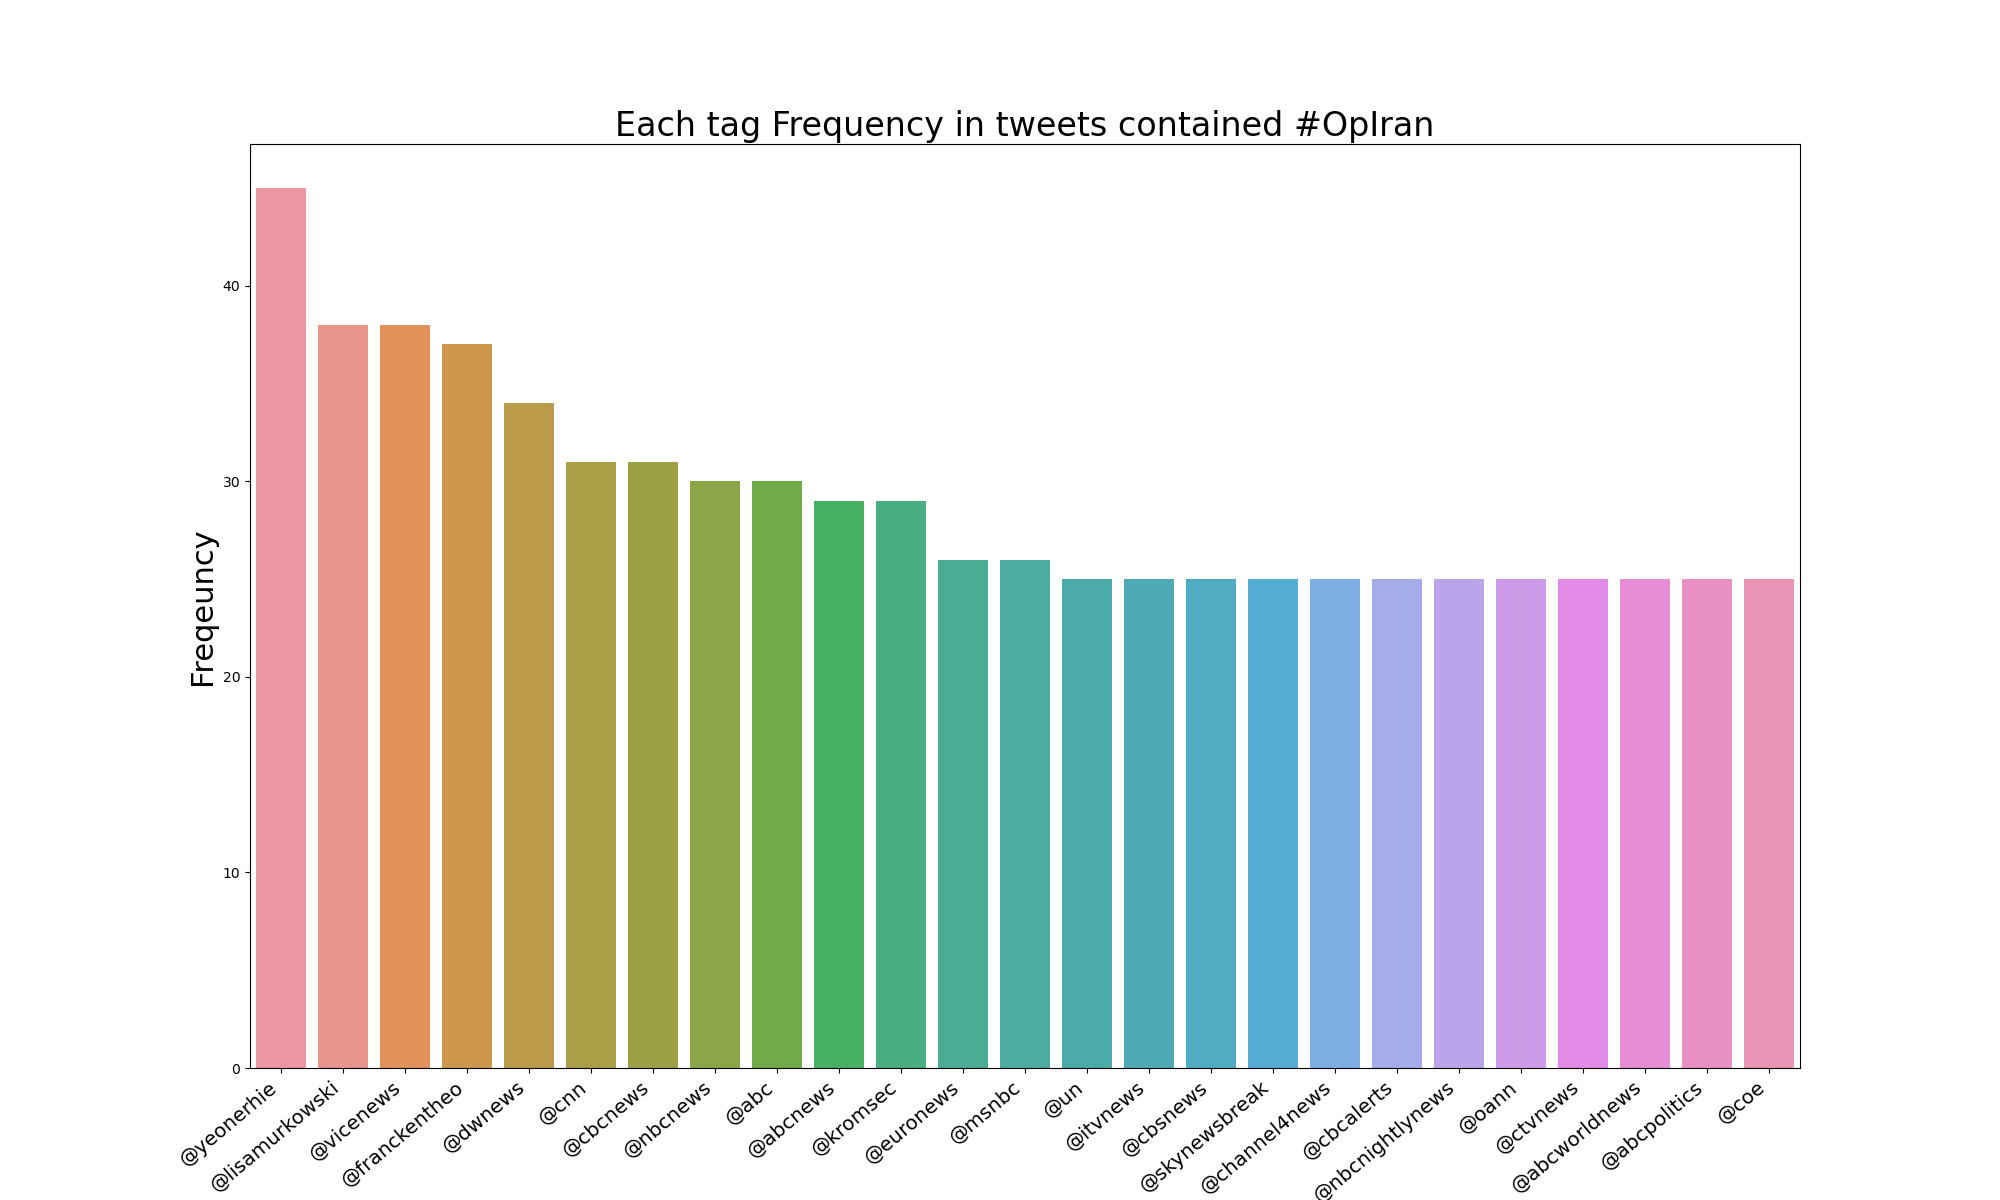 Each tag Frequency in tweets contained #OpIran
Freqeuncy
40
30
20
10
0
@yeonerhie
@lisamurkowski
@vicenews
@franckentheo
@dwnews
@cnn
@cbcnews
@nbcnews
@abc
@abcnews
@kromsec
@euronews
@msnbc
@un
@itvnews
@cbsnews
@skynewsbreak
@channel4news
@cbcalerts
@nbcnightlynews
@oann
@ctvnews
@abcworldnews
@abcpolitics
@coe